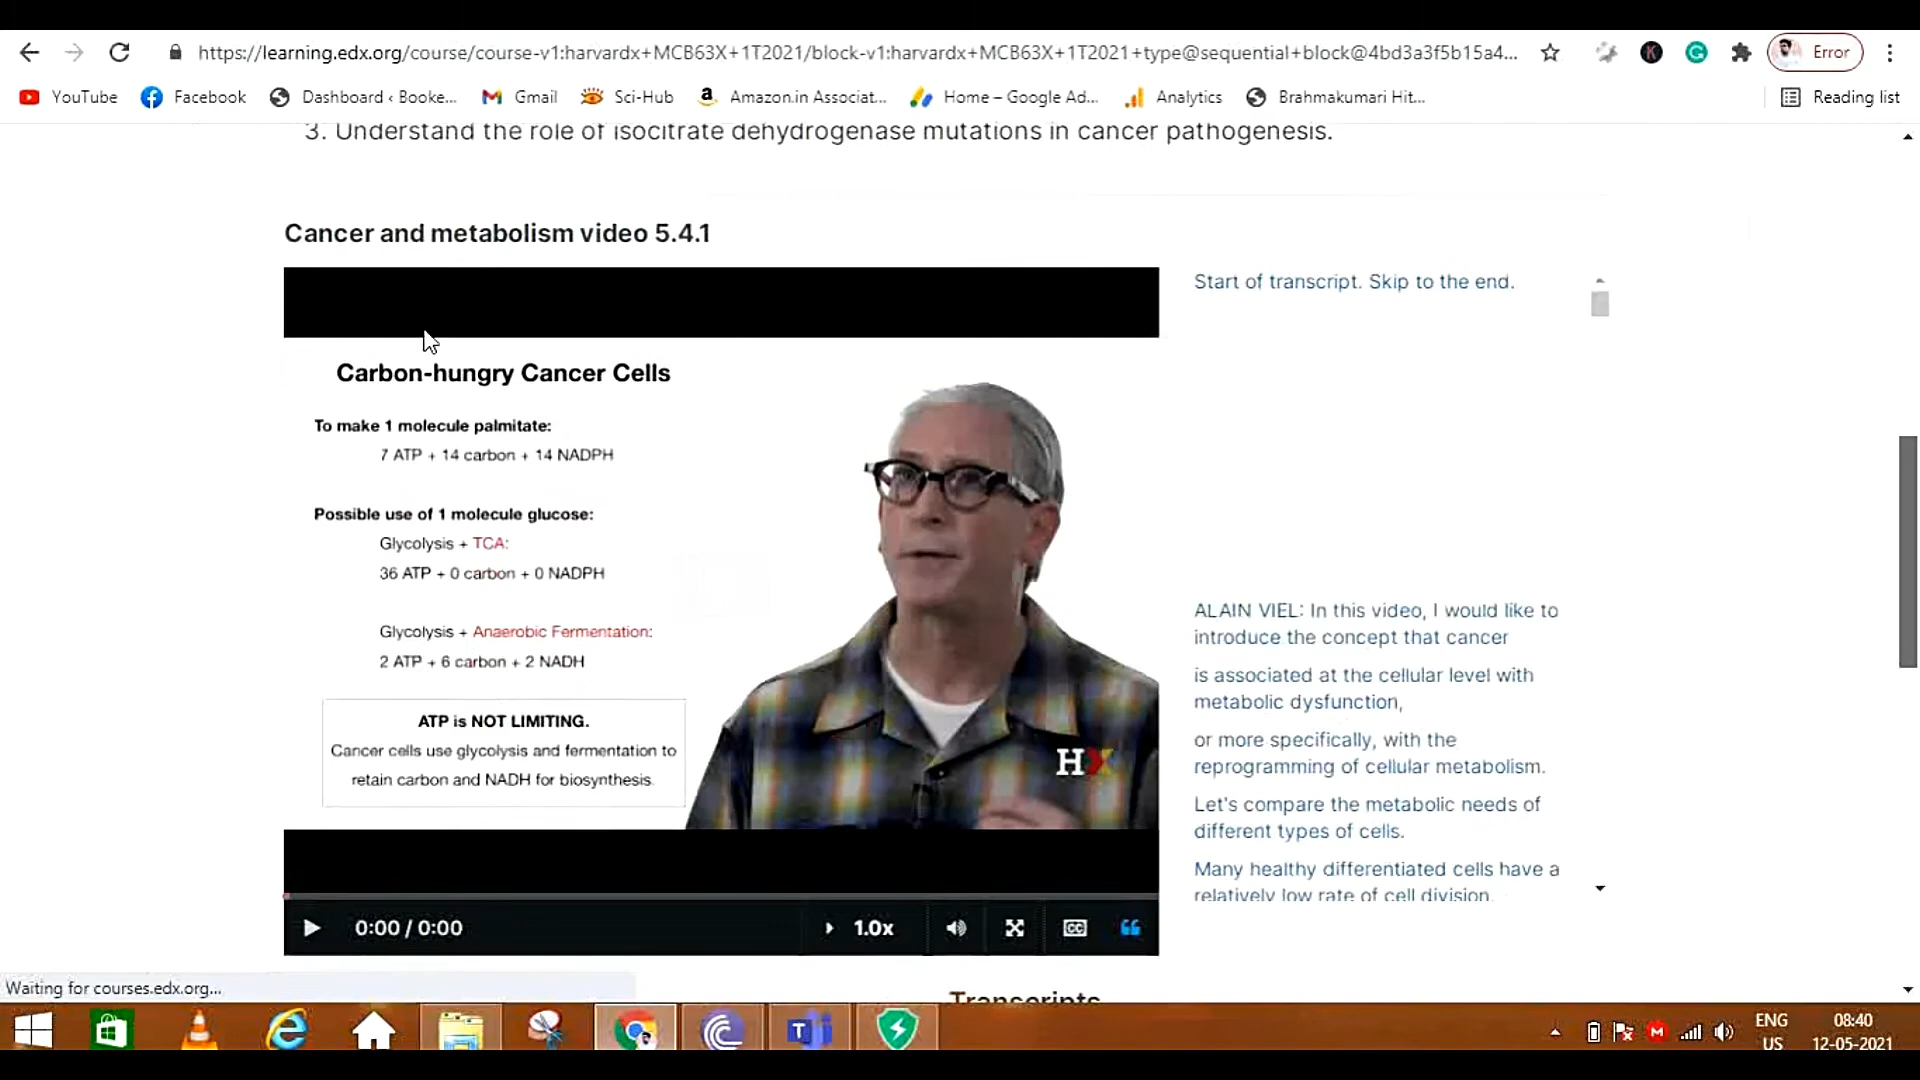 https://learning.edx.org/course/course-v1:harvardx+MCB63X+1T2021/block-v1:harvardx+MCB63X+1T2021+type@sequential+block@4bd3a3f5b15a4...
Error
YouTube Facebook Dashboard ‹ Booke... Gmail Sci-Hub Amazon.in Associat... Home – Google Ad... Analytics Brahmakumari Hit... Reading list
3. Understand the role of isocitrate dehydrogenase mutations in cancer pathogenesis.
Cancer and metabolism video 5.4.1
Carbon-hungry Cancer Cells
To make 1 molecule palmitate:
7 ATP + 14 carbon + 14 NADPH
Possible use of 1 molecule glucose:
Glycolysis + TCA:
36 ATP + 0 carbon + 0 NADPH
Glycolysis + Anaerobic Fermentation:
2 ATP + 6 carbon + 2 NADH
ATP is NOT LIMITING.
Cancer cells use glycolysis and fermentation to
retain carbon and NADH for biosynthesis.
HX
0:00 / 0:00
1.0x
CC
Start of transcript. Skip to the end.
ALAIN VIEL: In this video, I would like to
introduce the concept that cancer
is associated at the cellular level with
metabolic dysfunction,
or more specifically, with the
reprogramming of cellular metabolism.
Let's compare the metabolic needs of
different types of cells.
Many healthy differentiated cells have a
relatively low rate of cell division.
Transcripts
Waiting for courses.edx.org...
ENG
US
08:40
12-05-2021